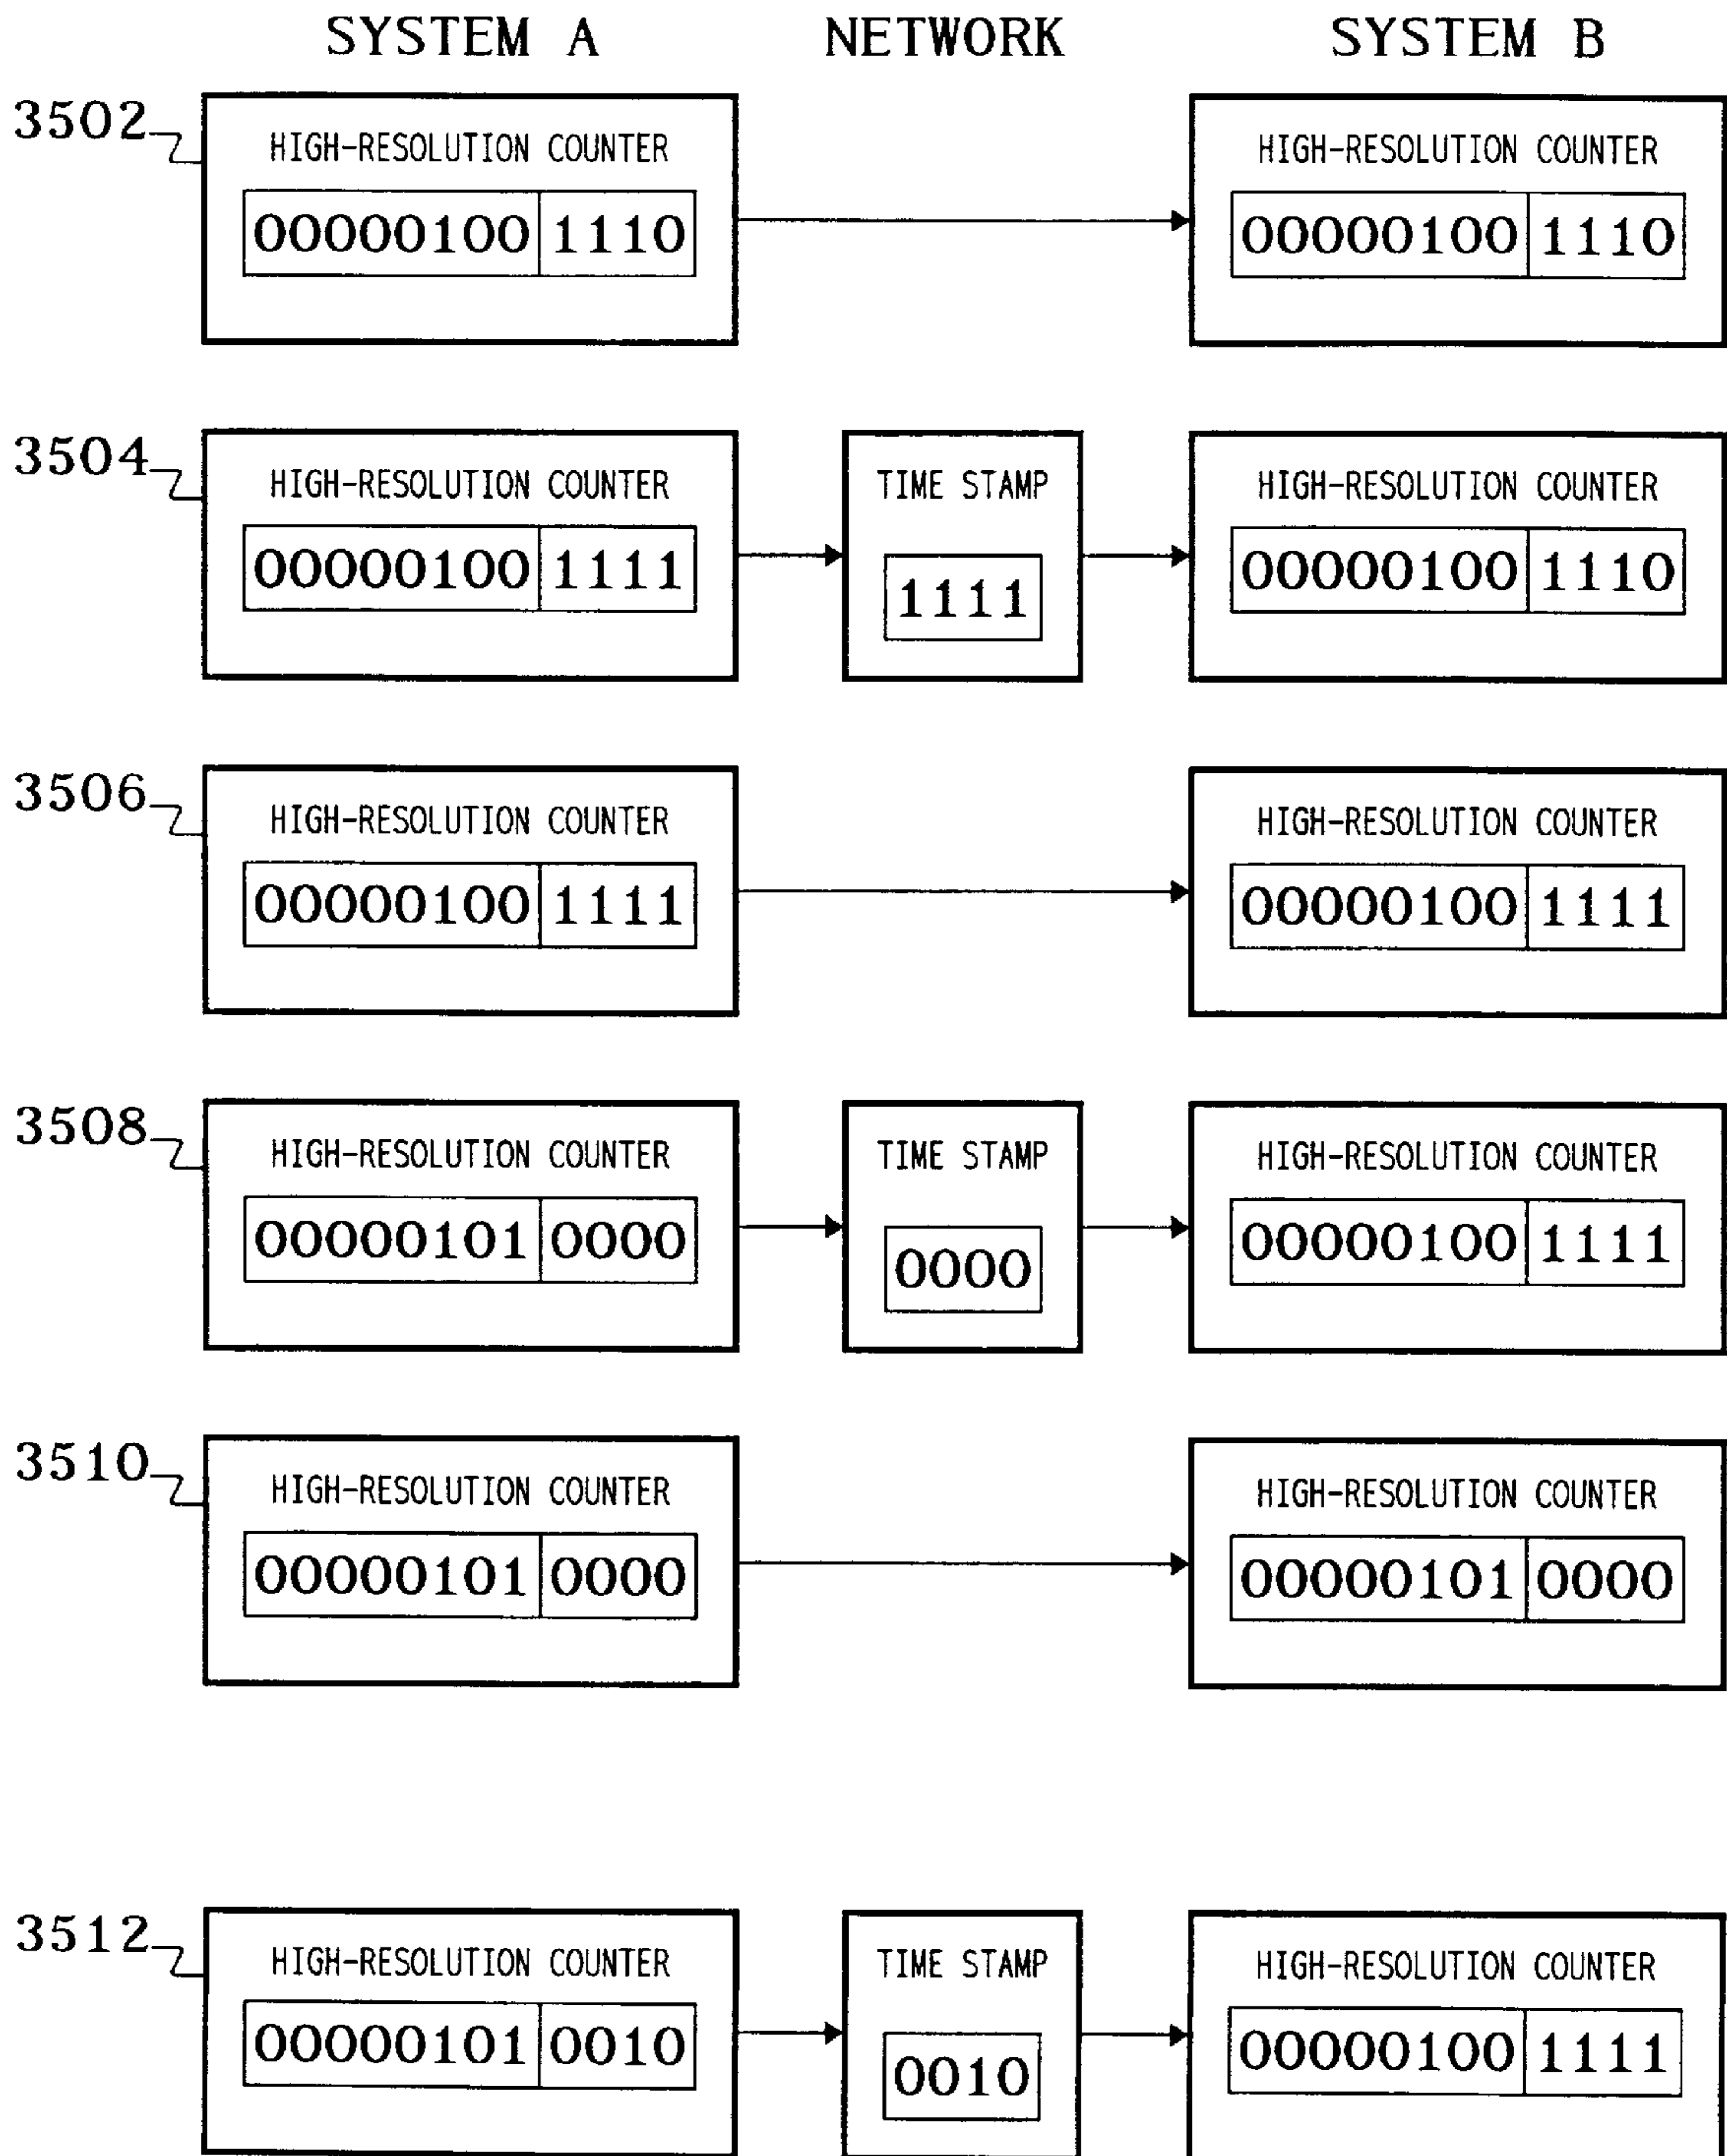 SYSTEM A NETWORK SYSTEM B
3502
HIGH-RESOLUTION COUNTER HIGH-RESOLUTION COUNTER
00000100 1110 00000100 1110
3504
HIGH-RESOLUTION COUNTER TIME STAMP HIGH-RESOLUTION COUNTER
00000100 1111 1111 00000100 1110
3506
HIGH-RESOLUTION COUNTER HIGH-RESOLUTION COUNTER
00000100 1111 00000100 1111
3508
HIGH-RESOLUTION COUNTER TIME STAMP HIGH-RESOLUTION COUNTER
00000101 0000 0000 00000100 1111
3510
HIGH-RESOLUTION COUNTER HIGH-RESOLUTION COUNTER
00000101 0000 00000101 0000
3512
HIGH-RESOLUTION COUNTER TIME STAMP HIGH-RESOLUTION COUNTER
00000101 0010 0010 00000100 1111